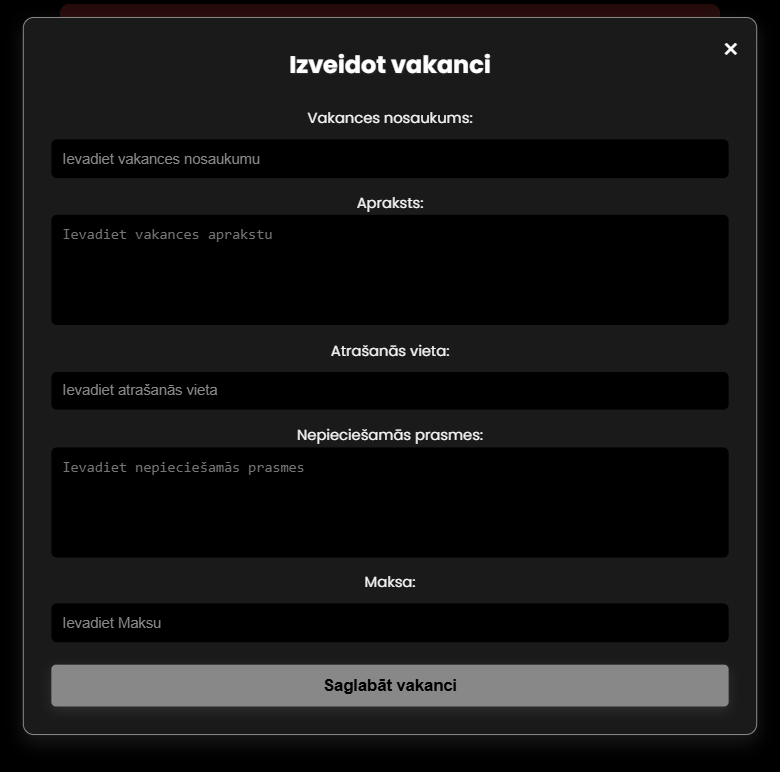 Izveidot vakanci
×
Vakances nosaukums:
Ievadiet vakances nosaukumu
Apraksts:
Ievadiet vakances aprakstu
Atrašanās vieta:
Ievadiet atrašanās vieta
Nepieciešamās prasmes:
Ievadiet nepieciešamās prasmes
Maksa:
Ievadiet Maksu
Saglabāt vakanci